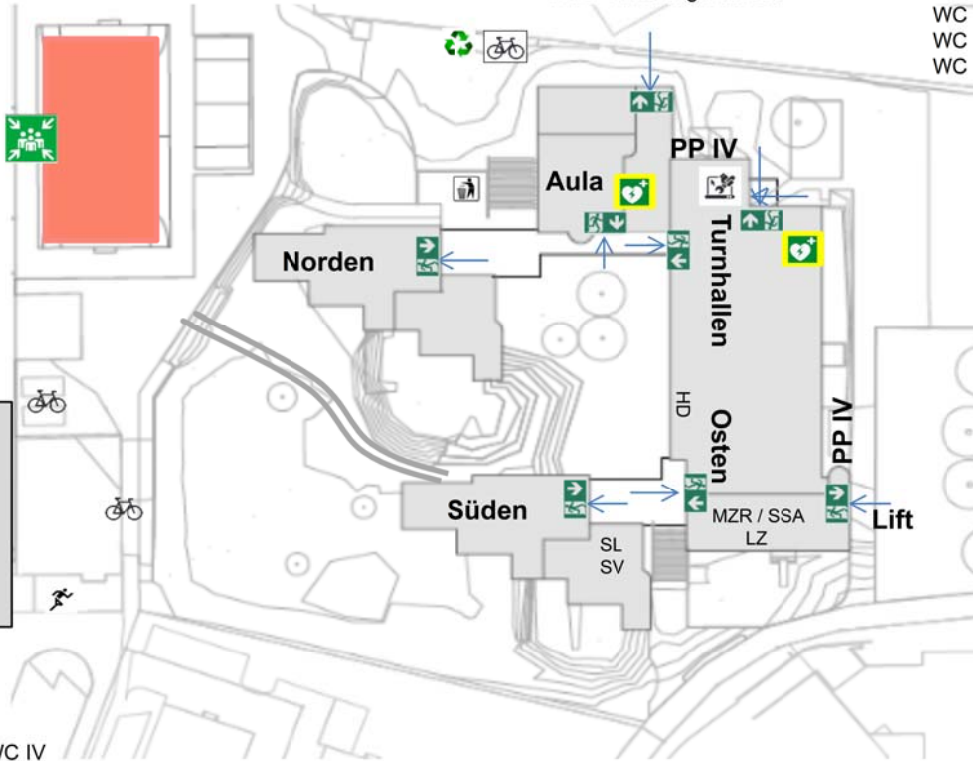 WC
WC
WC
PP IV
Aula
Turnhallen
Norden
HD
Osten
PP IV
Süden
MZR / SSA
LZ
Lift
SL
SV
WC IV